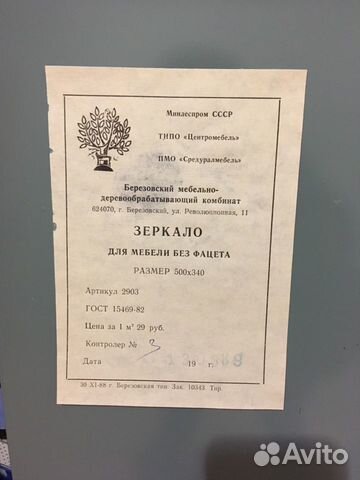 Минлеспром СССР
ТНПО «Центромебель»
ПМО «Средуралмебель»
Березовский мебельно-
деревообрабатывающий комбинат
624070, г. Березовский, ул. Революционная, 11
ЗЕРКАЛО
ДЛЯ МЕБЕЛИ БЕЗ ФАЦЕТА
РАЗМЕР 500х340
Артикул 2903
ГОСТ 15469-82
Цена за 1 м² 29 руб.
Контролер № 3
Дата 19 г.
30 XI-88 г. Березовская тип. Зак. 10343. Тир.
Avito